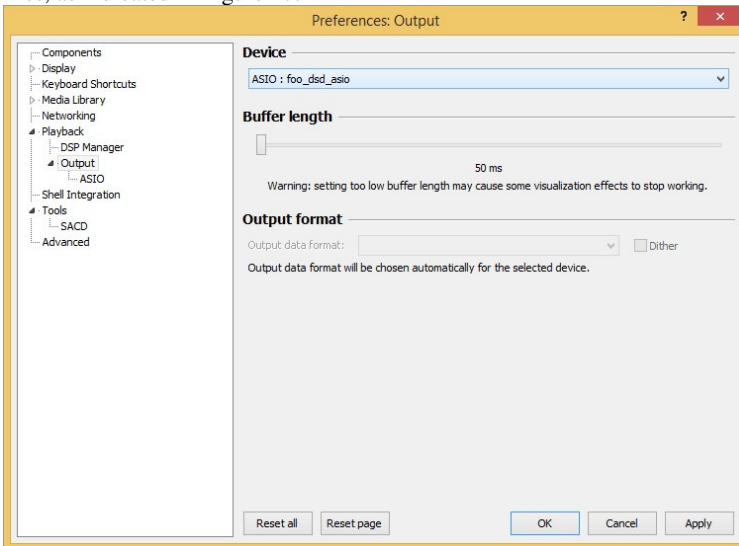 Preferences: Output
?
×
Components
Display
Keyboard Shortcuts
Media Library
Networking
Playback
DSP Manager
Output
ASIO
Shell Integration
Tools
SACD
Advanced
Device
ASIO : foo_dsd_asio
Buffer length
50 ms
Warning: setting too low buffer length may cause some visualization effects to stop working.
Output format
Output data format:
Dither
Output data format will be chosen automatically for the selected device.
Reset all
Reset page
OK
Cancel
Apply